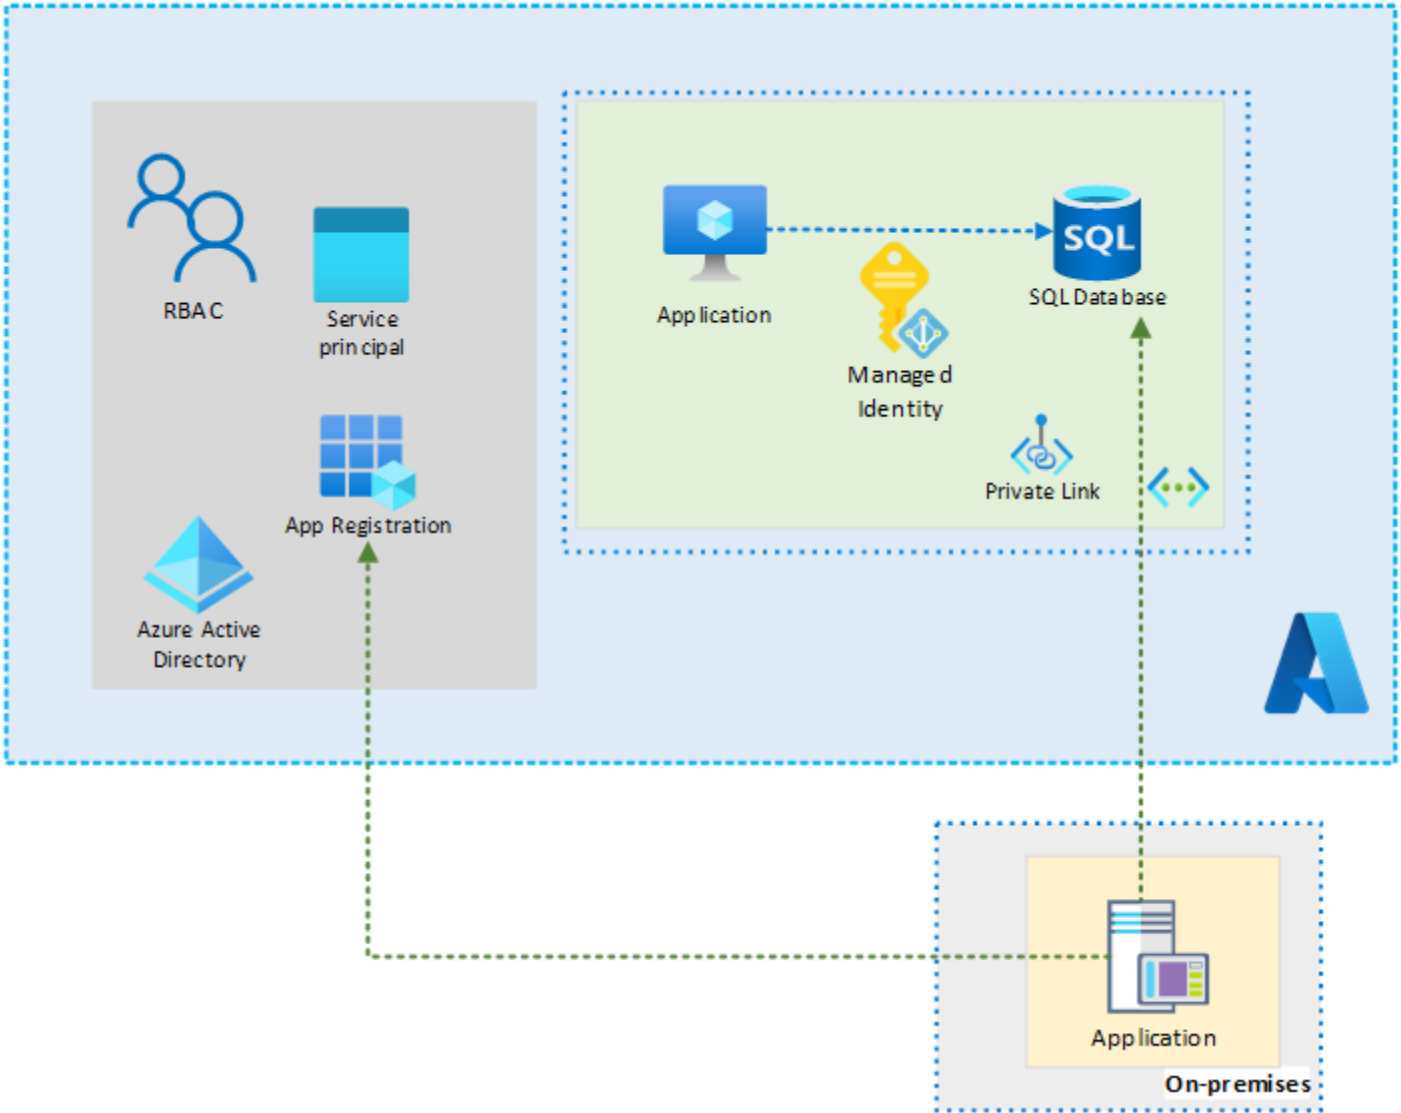 RBAC
Service
principal
App Registration
Azure Active
Directory
Application
SQL
SQL Database
Managed
Identity
Private Link
Application
On-premises